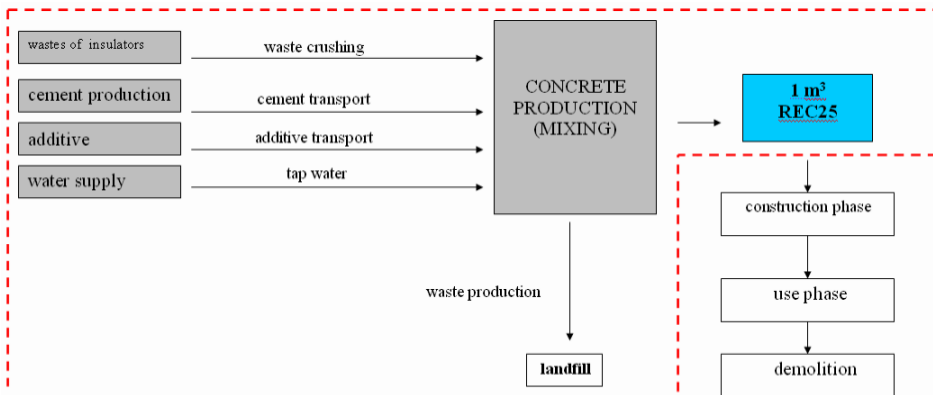 wastes of insulators
waste crushing
cement production
cement transport
additive
additive transport
water supply
tap water
CONCRETE
PRODUCTION
(MIXING)
1 m³
REC25
construction phase
waste production
use phase
landfill
demolition